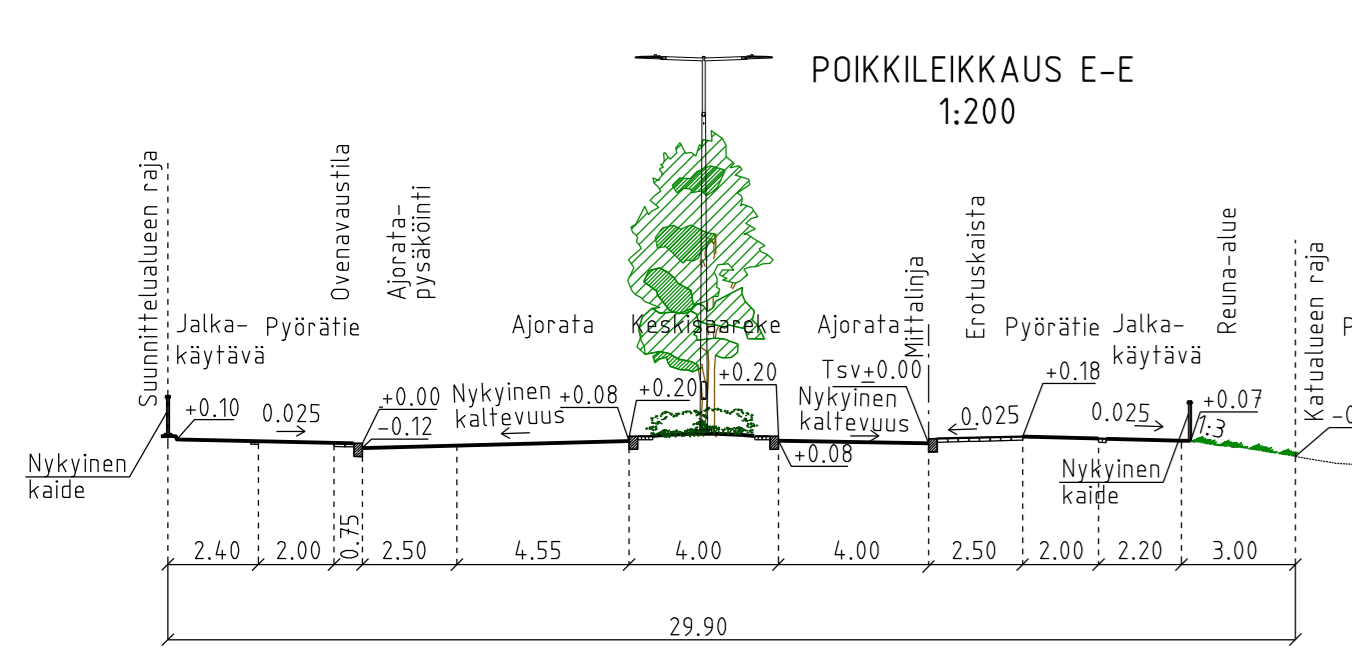 POIKKILEIKKAUS E-E
1:200
Suunnittelualueen raja
Ovenavaustila
Ajorata-
pysäköinti
Mittalinja
Erotuskaista
Reuna-alue
Katualueen raja
Jalka-
käytävä
Pyörätie
Ajorata
Keskisaareke
Ajorata
Pyörätie
Jalka-
käytävä
+0.10
0.025
+0.00
-0.12
Nykyinen
kaltevuus
+0.08
+0.20
+0.20
Tsv±0.00
Nykyinen
kaltevuus
+0.08
0.025
+0.18
0.025
+0.07
1:3
Nykyinen
kaide
Nykyinen
kaide
2.40
2.00
0.75
2.50
4.55
4.00
4.00
2.50
2.00
2.20
3.00
29.90